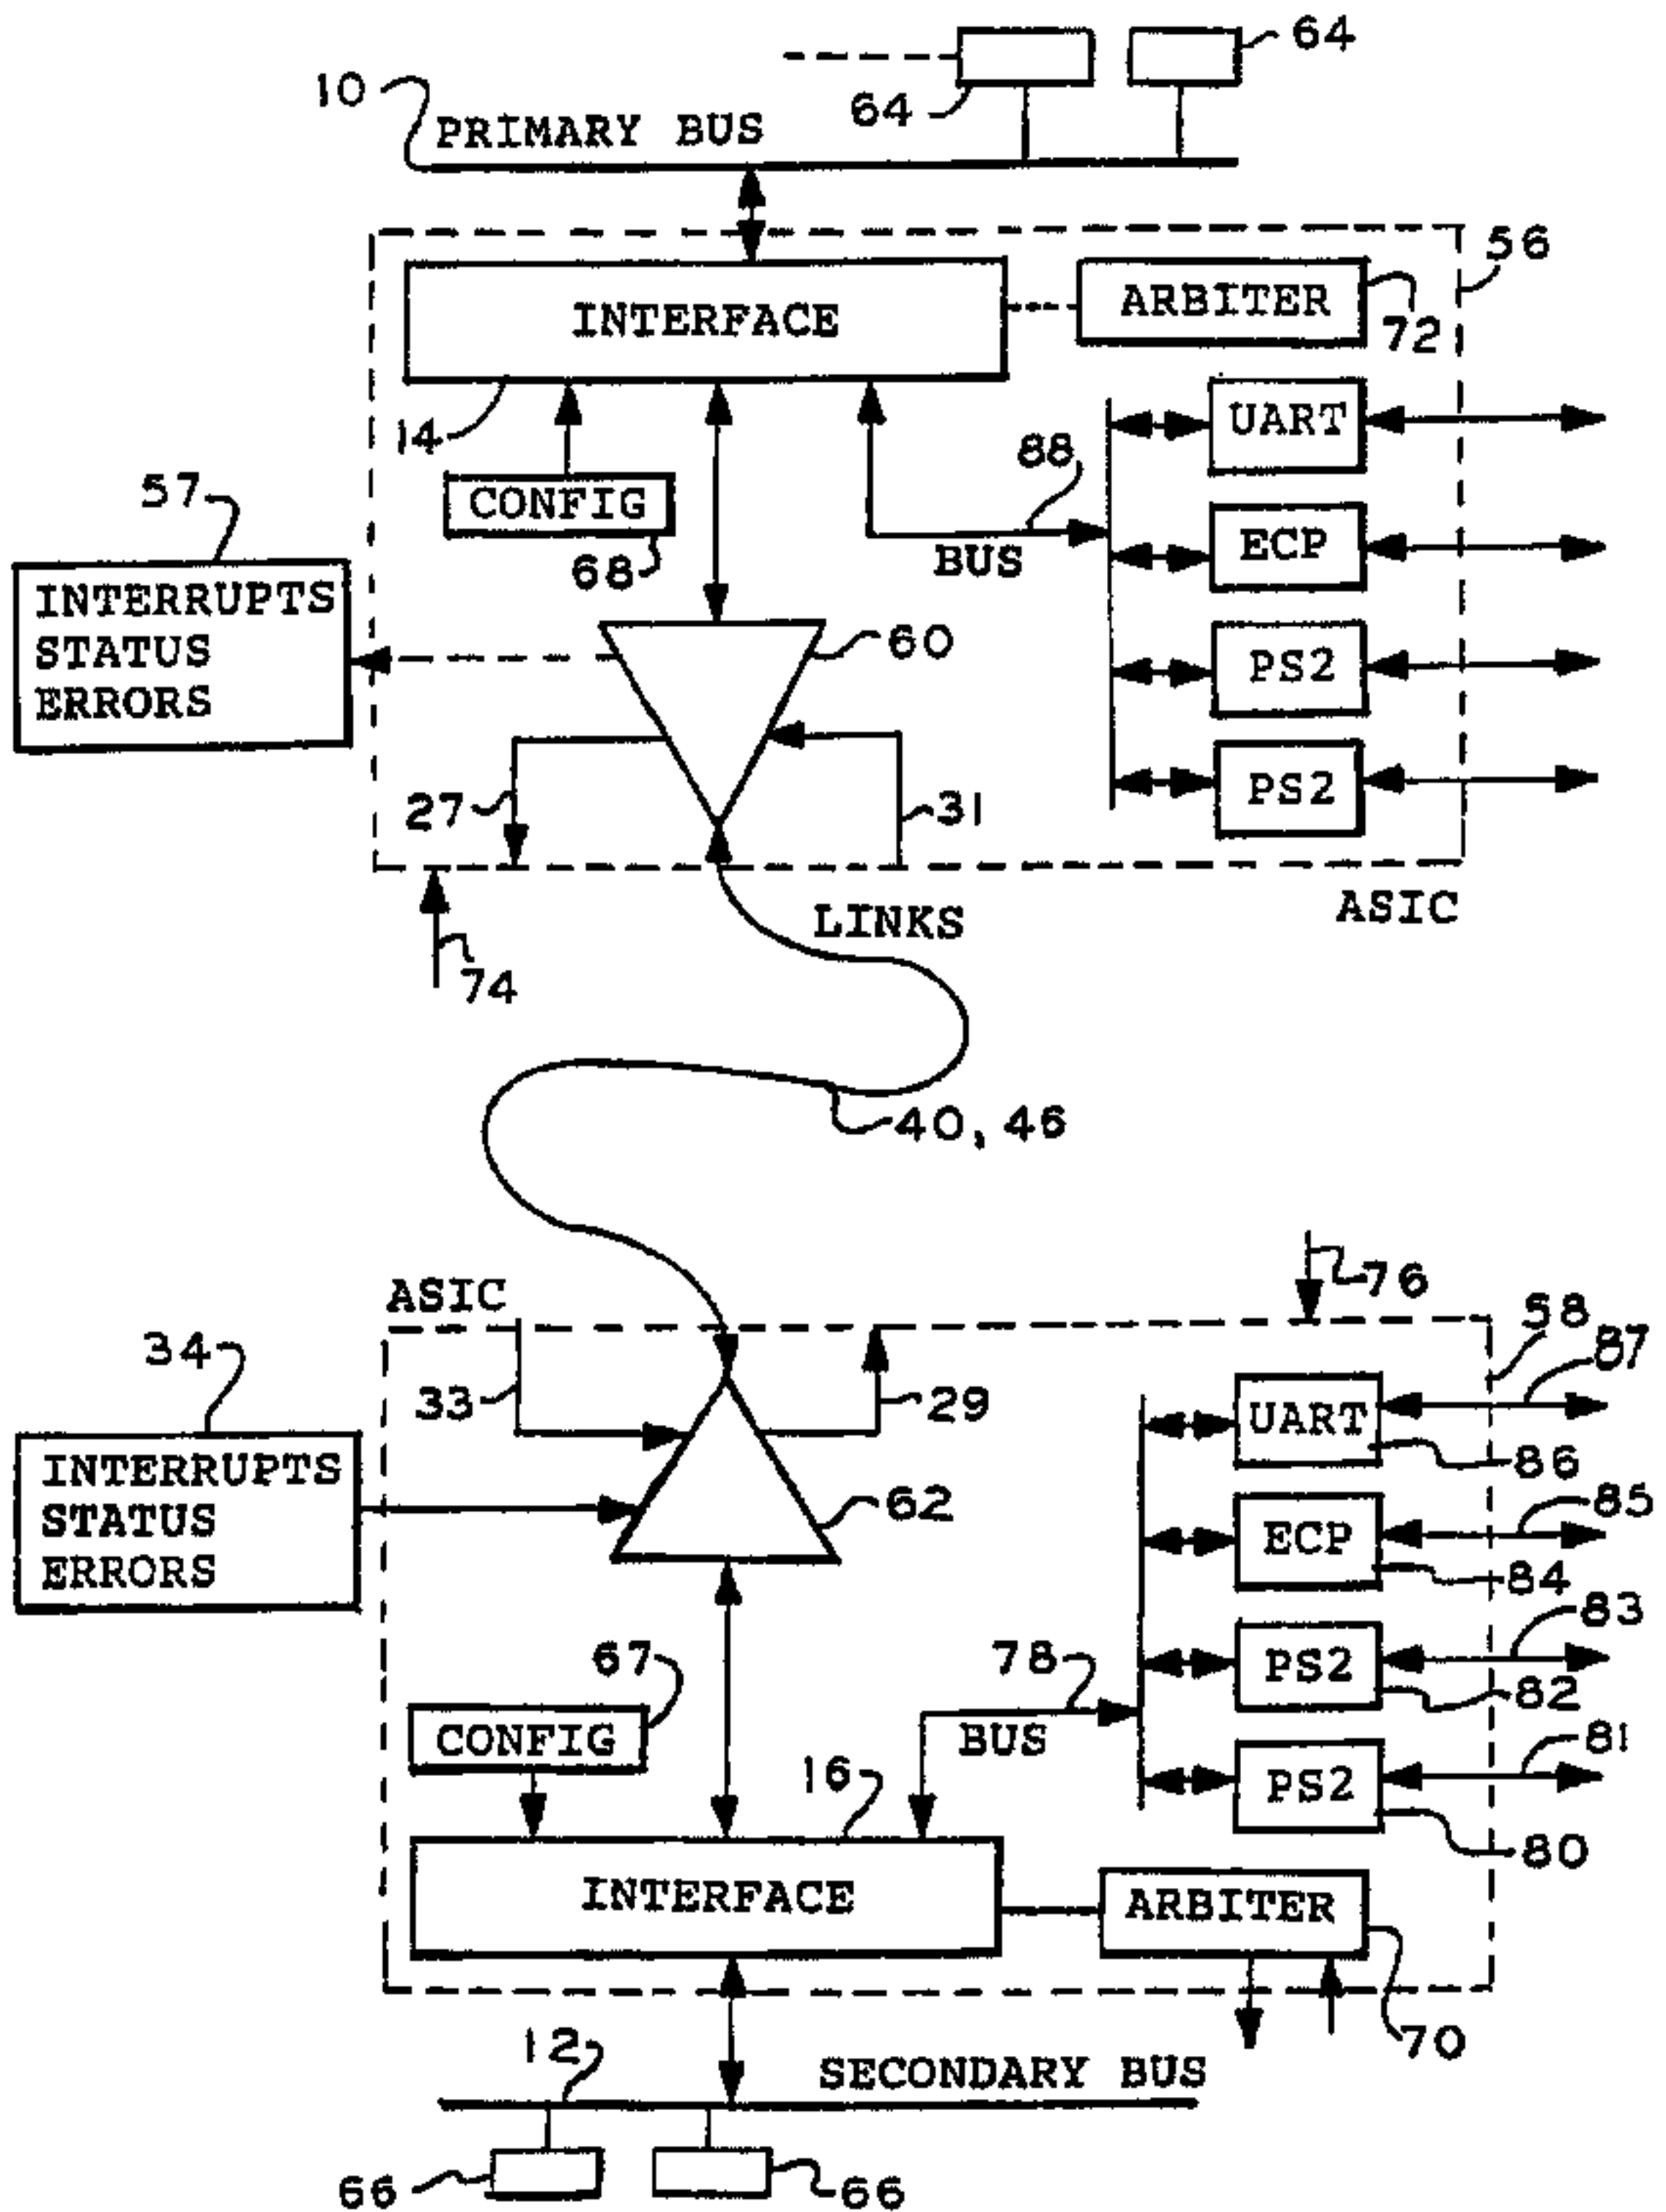 64
10
64
PRIMARY BUS
56
INTERFACE
ARBITER
72
14
UART
88
CONFIG
57
68
BUS
ECP
INTERRUPTS
STATUS
ERRORS
60
PS2
27
31
PS2
LINKS
ASIC
74
40, 46
ASIC
76
58
34
33
29
87
UART
86
INTERRUPTS
STATUS
ERRORS
62
85
ECP
84
83
67
78
PS2
82
CONFIG
BUS
81
16
PS2
80
INTERFACE
ARBITER
70
12
SECONDARY BUS
66
66